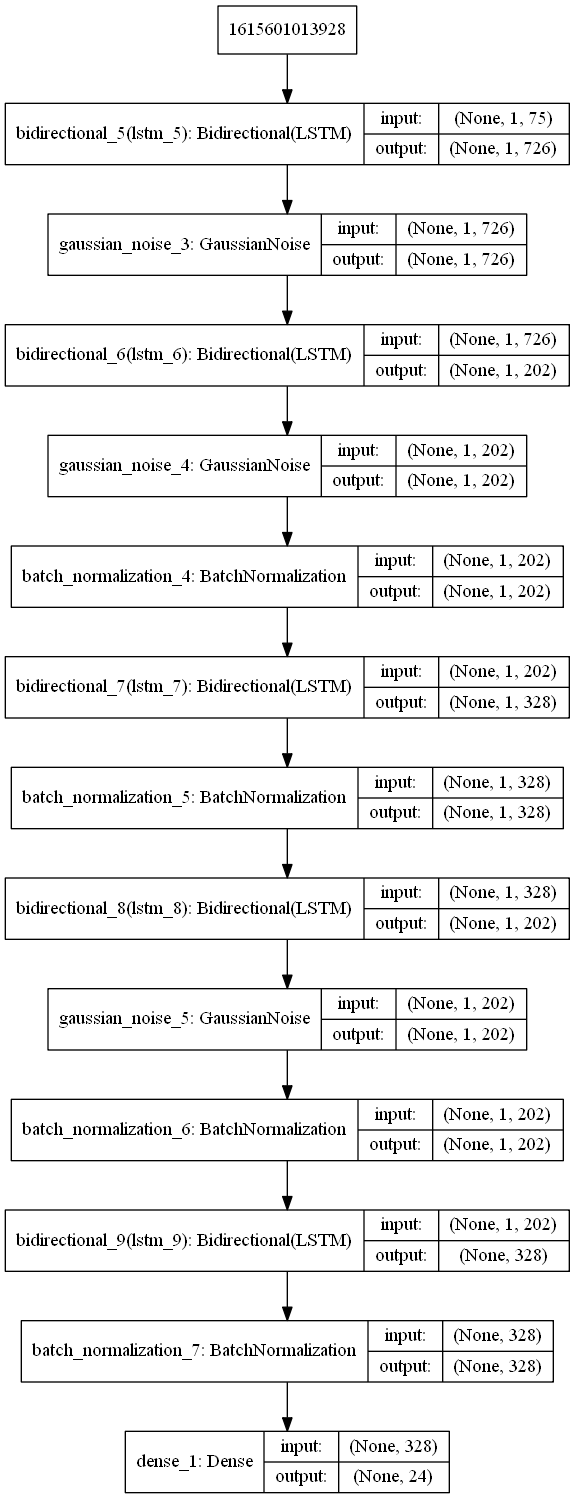 1615601013928
bidirectional_5(lstm_5): Bidirectional(LSTM)
input: (None, 1, 75)
output: (None, 1, 726)
gaussian_noise_3: GaussianNoise
input: (None, 1, 726)
output: (None, 1, 726)
bidirectional_6(lstm_6): Bidirectional(LSTM)
input: (None, 1, 726)
output: (None, 1, 202)
gaussian_noise_4: GaussianNoise
input: (None, 1, 202)
output: (None, 1, 202)
batch_normalization_4: BatchNormalization
input: (None, 1, 202)
output: (None, 1, 202)
bidirectional_7(lstm_7): Bidirectional(LSTM)
input: (None, 1, 202)
output: (None, 1, 328)
batch_normalization_5: BatchNormalization
input: (None, 1, 328)
output: (None, 1, 328)
bidirectional_8(lstm_8): Bidirectional(LSTM)
input: (None, 1, 328)
output: (None, 1, 202)
gaussian_noise_5: GaussianNoise
input: (None, 1, 202)
output: (None, 1, 202)
batch_normalization_6: BatchNormalization
input: (None, 1, 202)
output: (None, 1, 202)
bidirectional_9(lstm_9): Bidirectional(LSTM)
input: (None, 1, 202)
output: (None, 328)
batch_normalization_7: BatchNormalization
input: (None, 328)
output: (None, 328)
dense_1: Dense
input: (None, 328)
output: (None, 24)